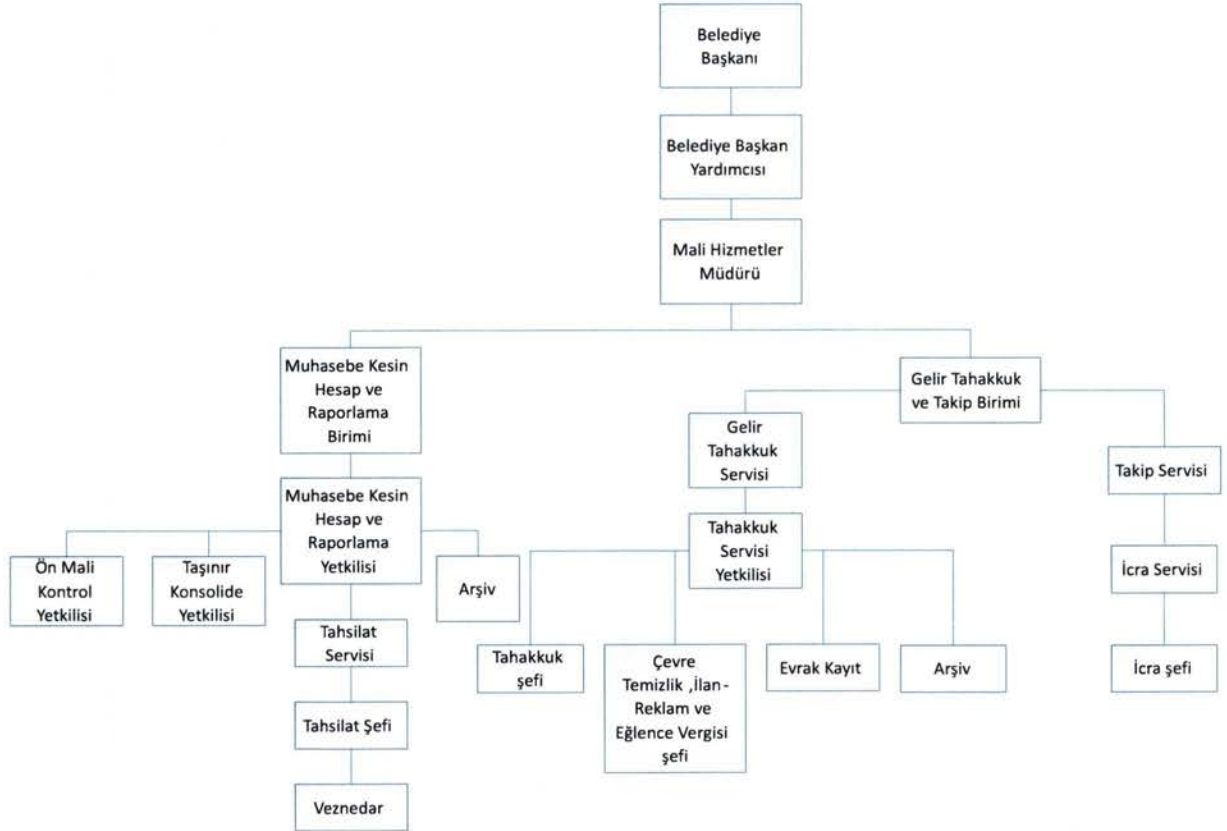 Belediye
Başkanı
Belediye Başkan
Yardımcısı
Mali Hizmetler
Müdürü
Muhasebe Kesin
Hesap ve
Raporlama
Birimi
Gelir Tahakkuk
ve Takip Birimi
Gelir
Tahakkuk
Servisi
Takip Servisi
Muhasebe Kesin
Hesap ve
Raporlama
Yetkilisi
Tahakkuk
Servisi
Yetkilisi
Ön Mali
Kontrol
Yetkilisi
Taşınır
Konsolide
Yetkilisi
Arşiv
İcra Servisi
Tahsilat
Servisi
Tahakkuk
şefi
Çevre
Temizlik ,İlan-
Reklam ve
Eğlence Vergisi
şefi
Evrak Kayıt
Arşiv
İcra şefi
Tahsilat Şefi
Veznedar